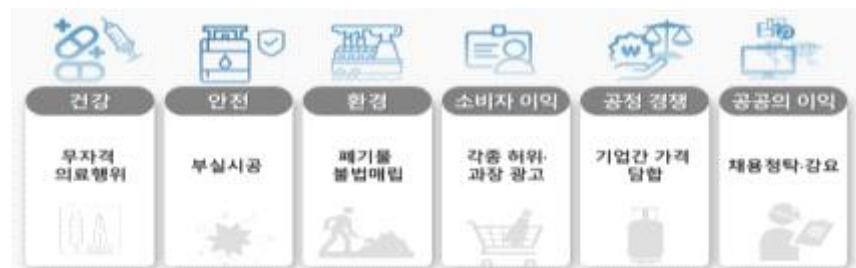 건강
무자격
의료행위
안전
부실시공
환경
폐기물
불법매립
소비자 이익
각종 허위·
과장 광고
공정 경쟁
기업간 가격
담합
공공의 이익
채용청탁·강요